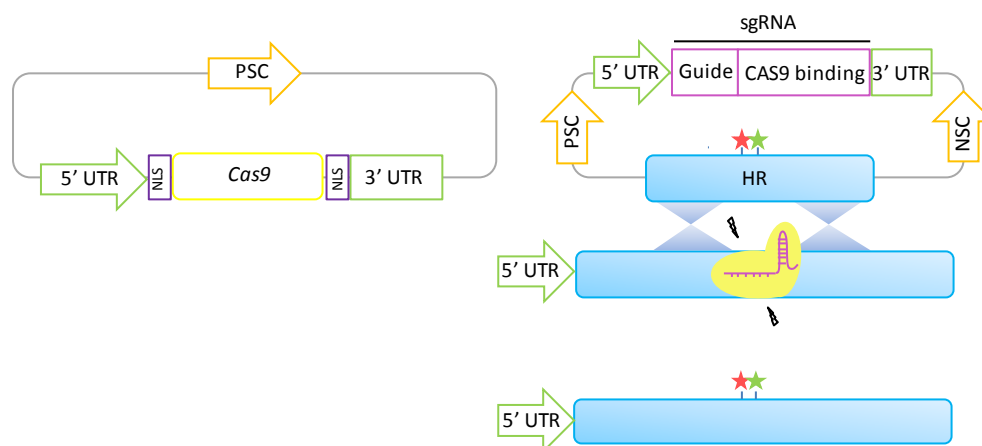 PSC
5’ UTR
NLS
Cas9
NLS
3’ UTR
sgRNA
5’ UTR
Guide
CAS9 binding
3’ UTR
PSC
NSC
HR
5’ UTR
5’ UTR